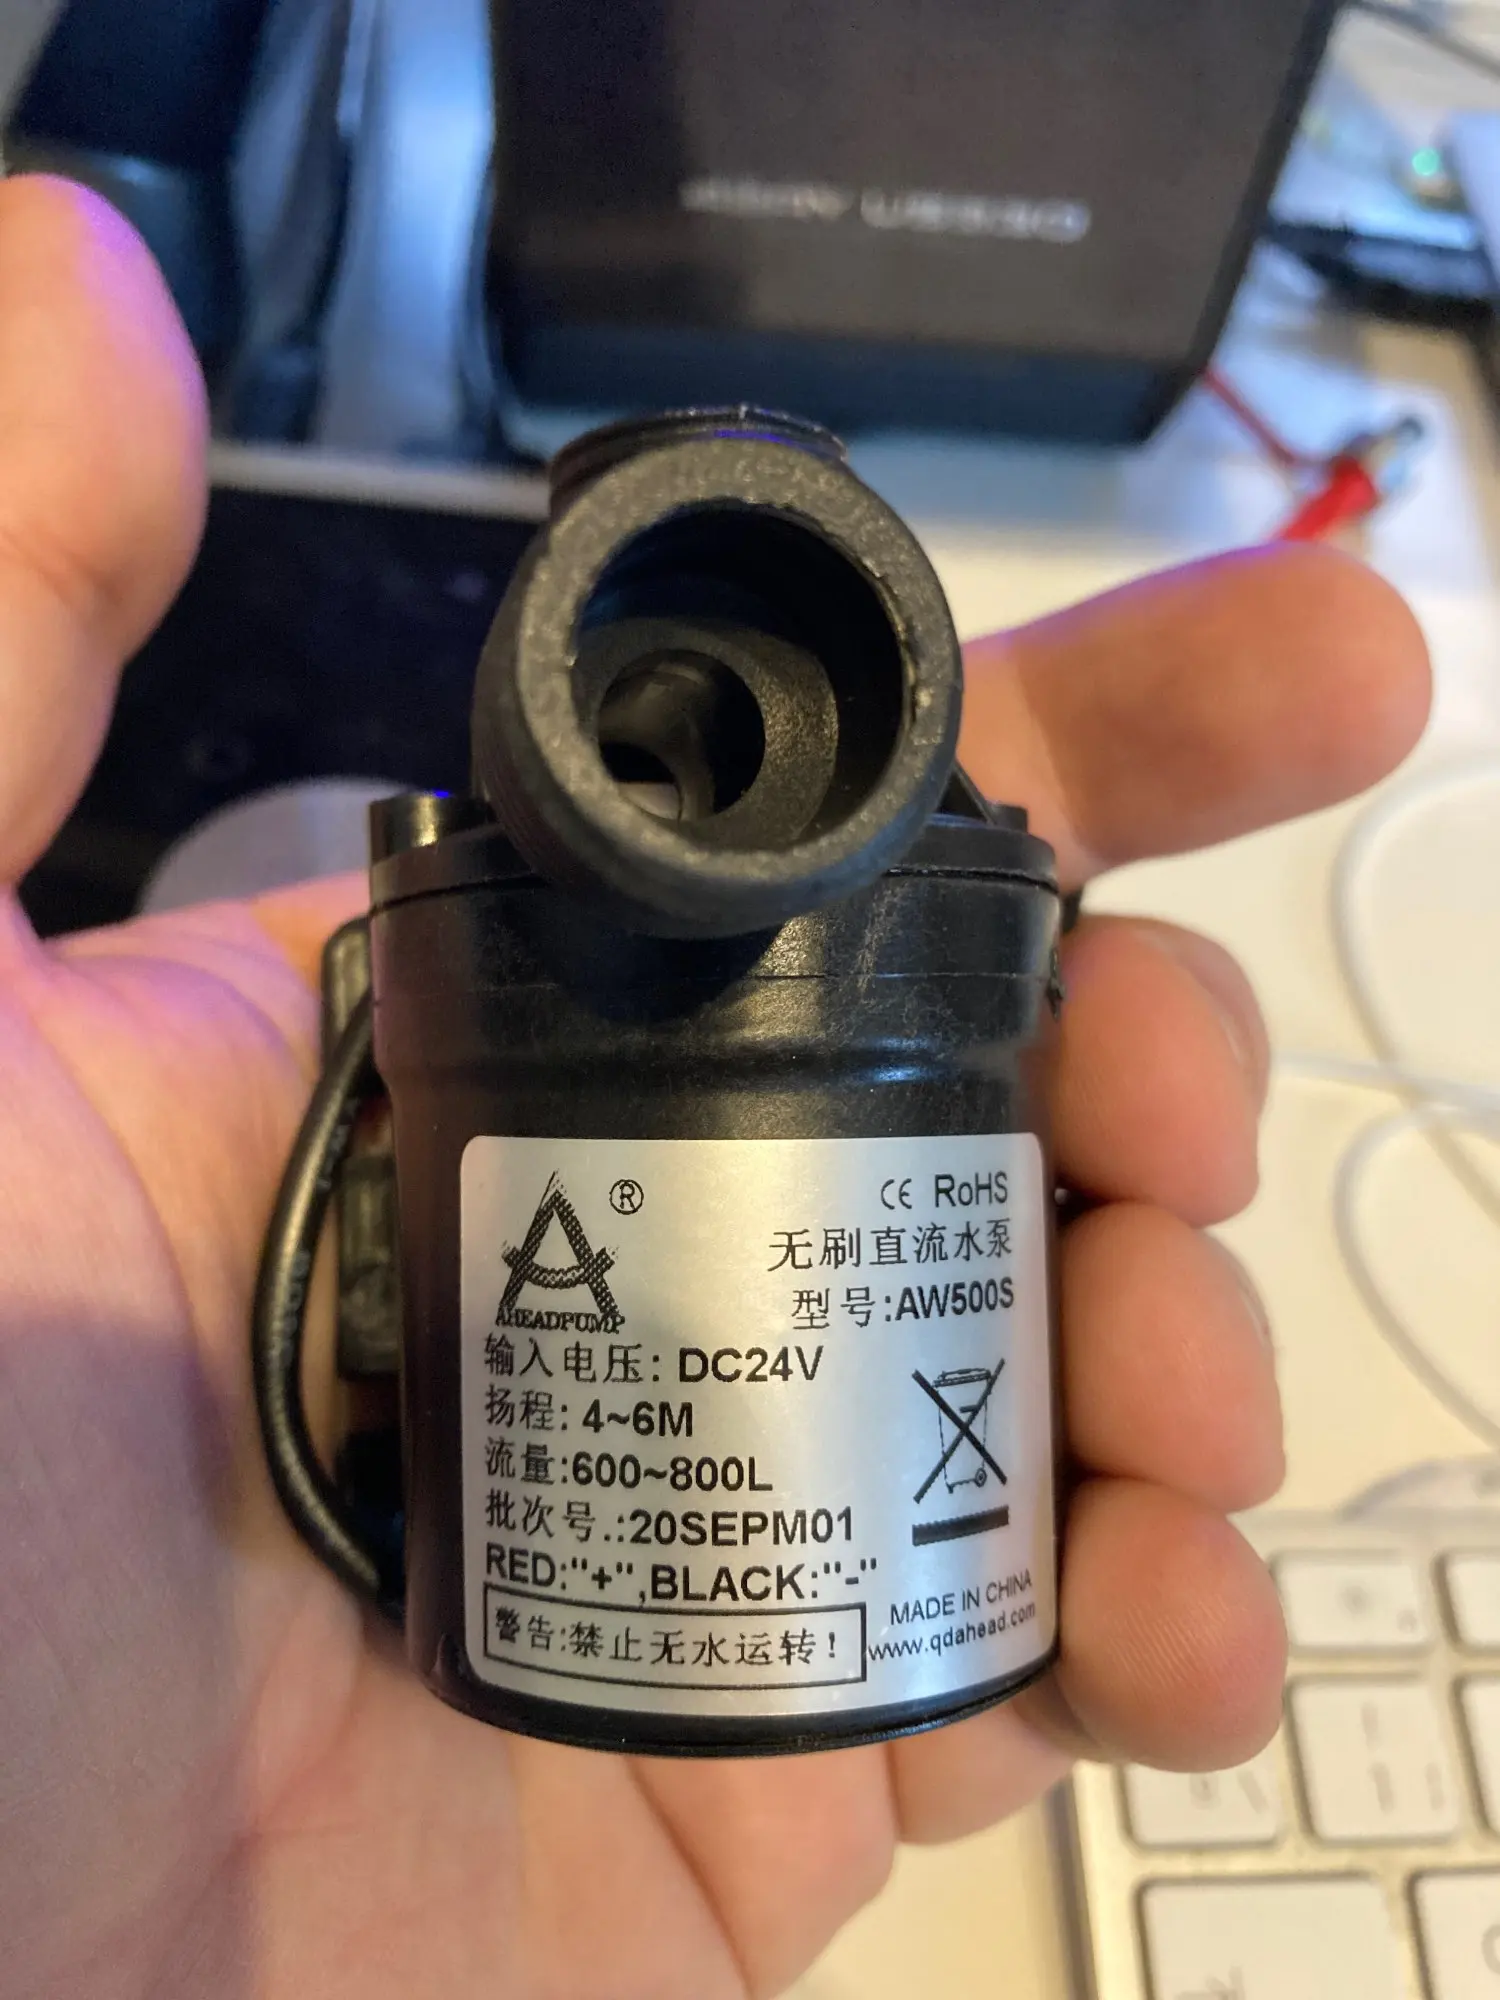 ® CE RoHS
无刷直流水泵
AHEADPUMP
型号:AW500S
输入电压: DC24V
扬程: 4~6M
流量:600~800L
批次号.:20SEPM01
RED:"+",BLACK:"-"
MADE IN CHINA
警告:禁止无水运转!
www.qdahead.com